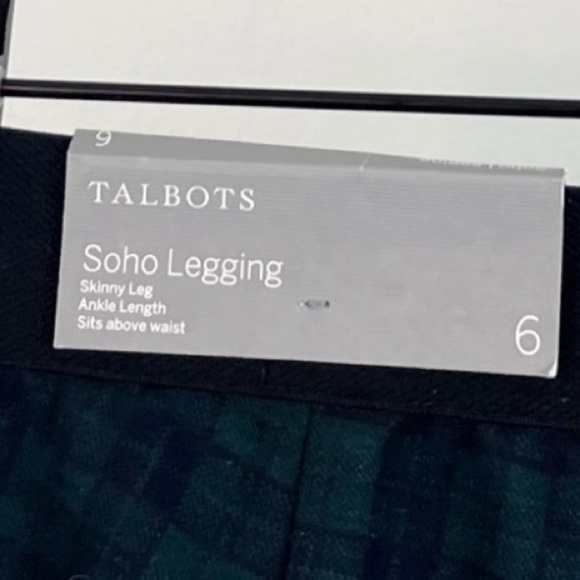 9
TALBOTS
Soho Legging
Skinny Leg
Ankle Length
Sits above waist
6